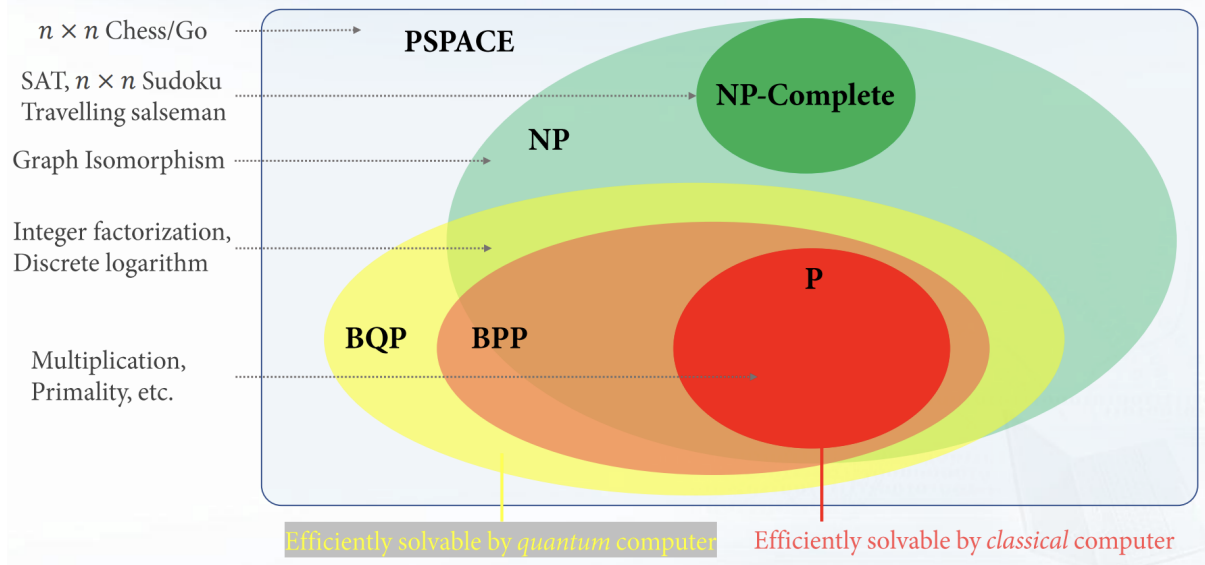 n × n Chess/Go
PSPACE
SAT, n × n Sudoku
Travelling salseman
NP-Complete
NP
Graph Isomorphism
Integer factorization,
Discrete logarithm
P
BQP
BPP
Multiplication,
Primality, etc.
Efficiently solvable by quantum computer
Efficiently solvable by classical computer